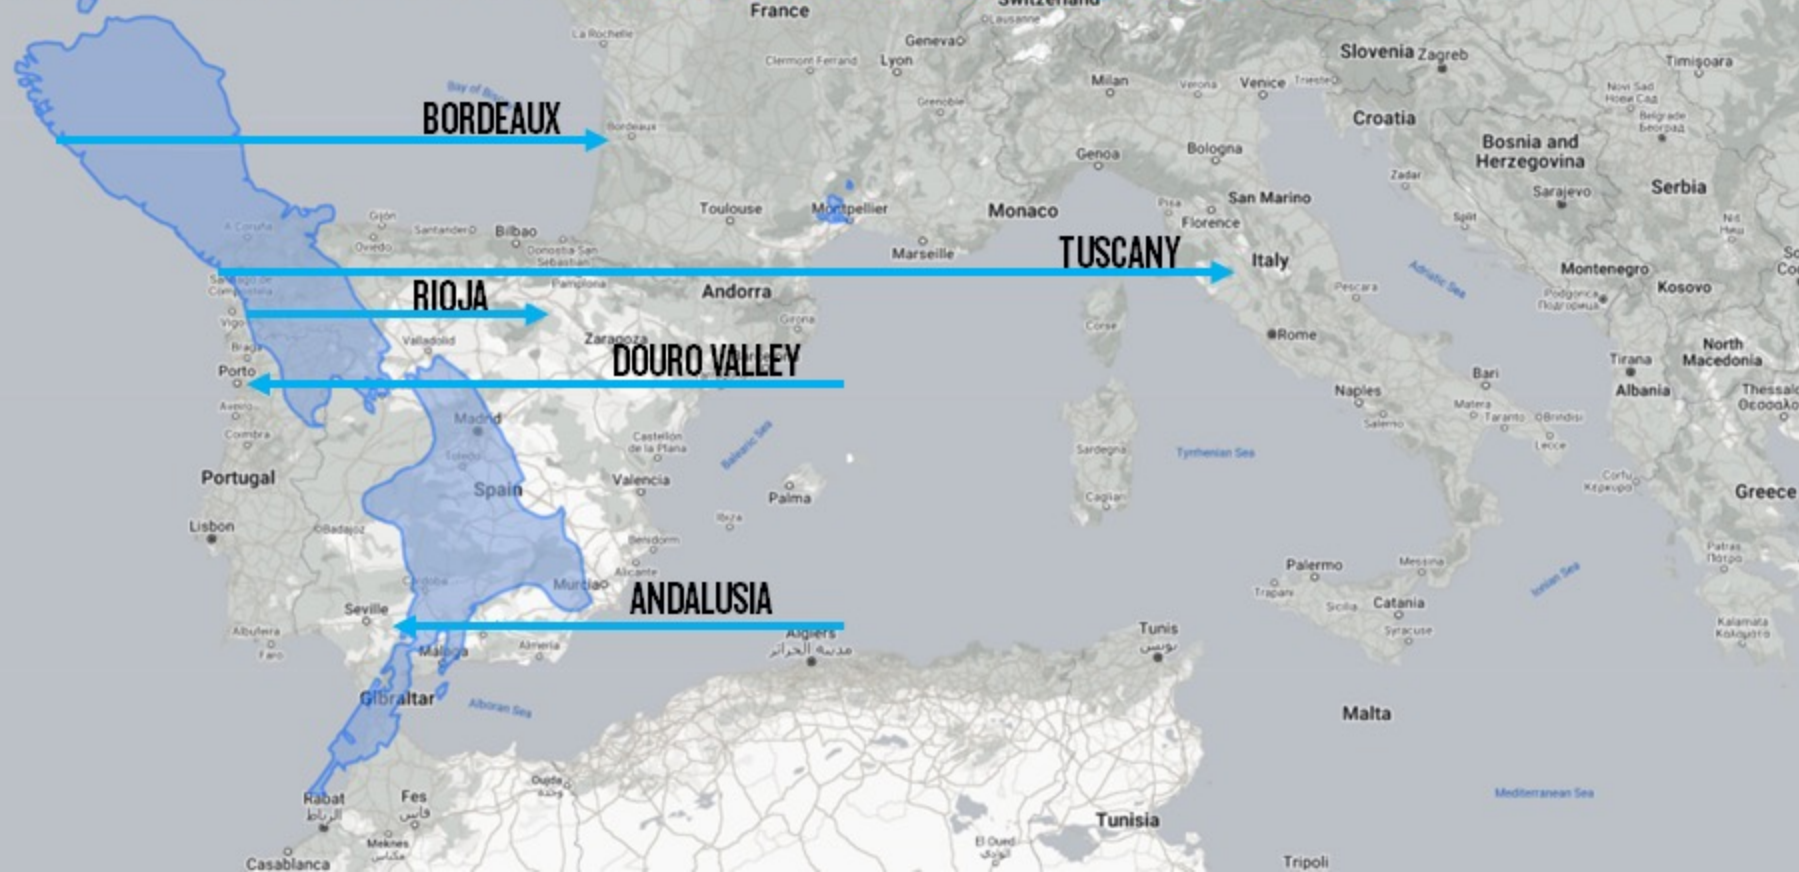 France
Switzerland
Lausanne
La Rochelle
Geneva
Clermont Ferrand
Lyon
Slovenia
Zagreb
Timișoara
Milan
Verona
Venice
Trieste
Grenoble
Novi Sad
Нови Сад
BORDEAUX
Bordeaux
Croatia
Belgrade
Београд
Bosnia and
Herzegovina
Genoa
Bologna
Zadar
Sarajevo
Serbia
A Coruña
Gijón
Santander
Bilbao
Oviedo
Donostia-San
Sebastian
Toulouse
Montpellier
Monaco
Pisa
Florence
San Marino
Split
Niš
Ниш
Marseille
TUSCANY
Italy
Adriatic Sea
Montenegro
Kosovo
Santiago de
Compostela
RIOJA
Pamplona
Andorra
Pescara
Podgorica
Подгорица
Vigo
Girona
Corse
Rome
Braga
Valladolid
Zaragoza
DOURO VALLEY
Barcelona
North
Macedonia
Tirana
Albania
Porto
Bari
Naples
Salerno
Matera
Taranto
Brindisi
Lecce
Aveiro
Coimbra
Madrid
Toledo
Castellón
de la Plana
Balearic Sea
Sardegna
Tyrrhenian Sea
Corfu
Κέρκυρα
Portugal
Spain
Valencia
Palma
Cagliari
Greece
Lisbon
Badajoz
Ibiza
Benidorm
Alicante
Patras
Πάτρα
Palermo
Messina
Trapani
Ionian Sea
Córdoba
Murcia
Seville
ANDALUSIA
Sicilia
Catania
Syracuse
Kalamata
Καλαμάτα
Albufeira
Faro
Malaga
Almeria
Algiers
مدينة الجزائر
Tunis
تونس
Gibraltar
Alboran Sea
Malta
Rabat
الرباط
Fes
فاس
Oujda
وجدة
Mediterranean Sea
Meknes
مكناس
El Oued
الوادي
Tunisia
Casablanca
Tripoli